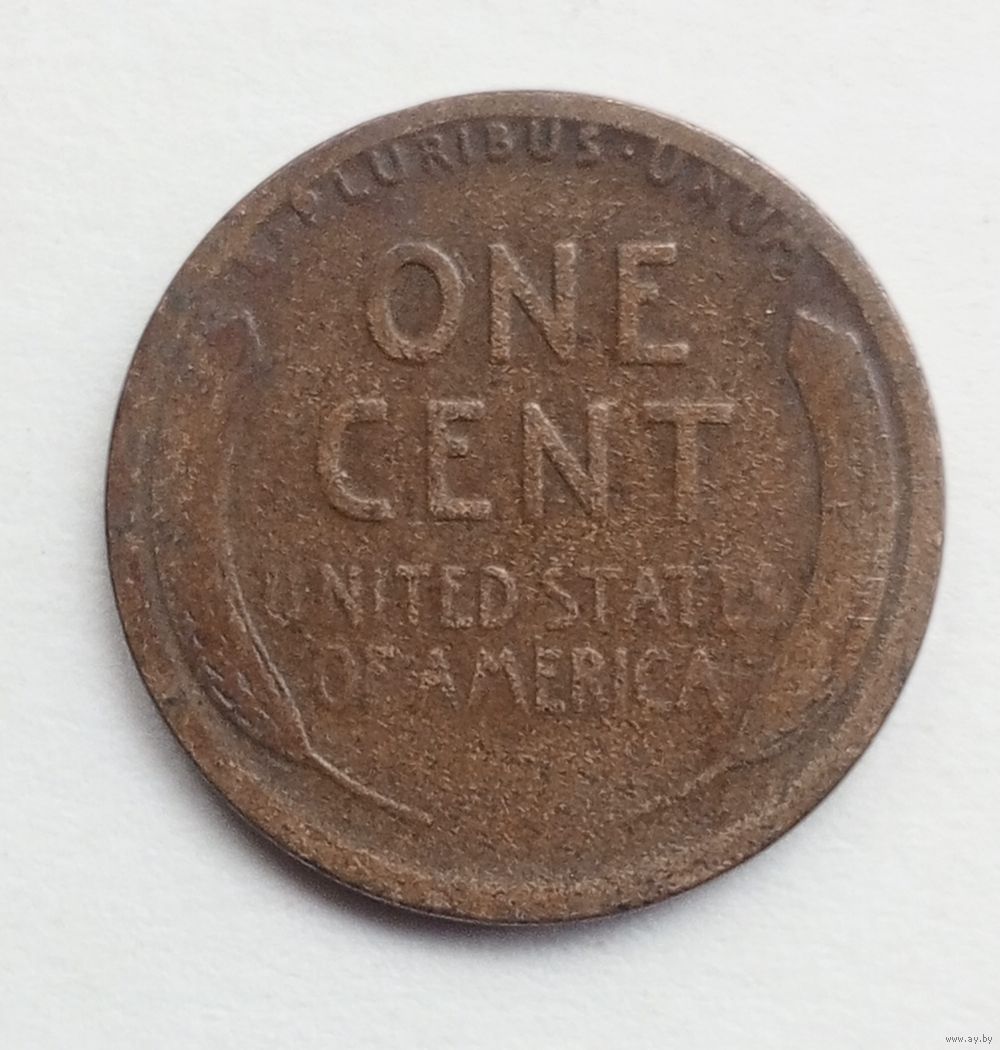 PLURIBUS · UNUM
ONE
CENT
UNITED STATES
OF AMERICA
www.ay.by